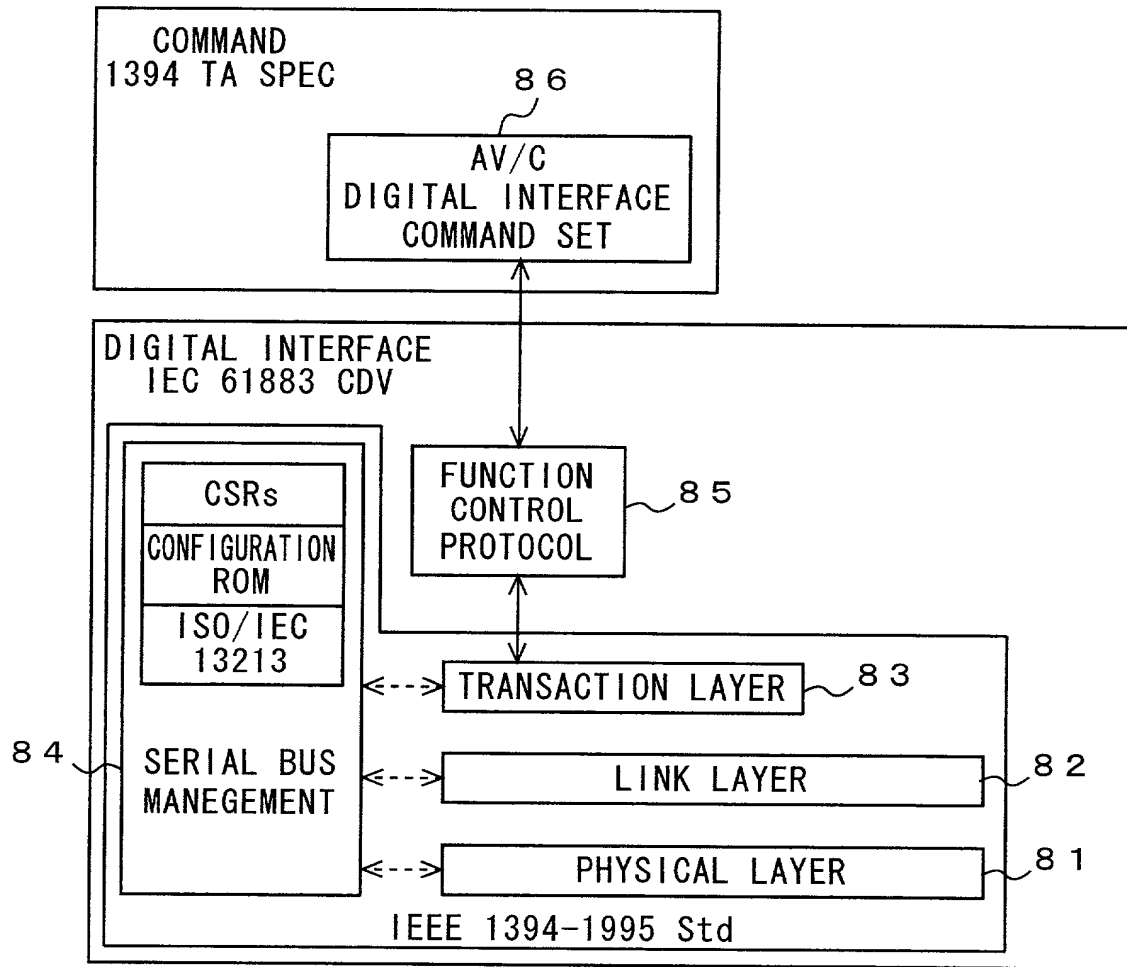 COMMAND
1394 TA SPEC
86
AV/C
DIGITAL INTERFACE
COMMAND SET
DIGITAL INTERFACE
IEC 61883 CDV
CSRs
CONFIGURATION
ROM
ISO/IEC
13213
FUNCTION
CONTROL
PROTOCOL
85
TRANSACTION LAYER
83
84
SERIAL BUS
MANEGEMENT
LINK LAYER
82
PHYSICAL LAYER
81
IEEE 1394-1995 Std